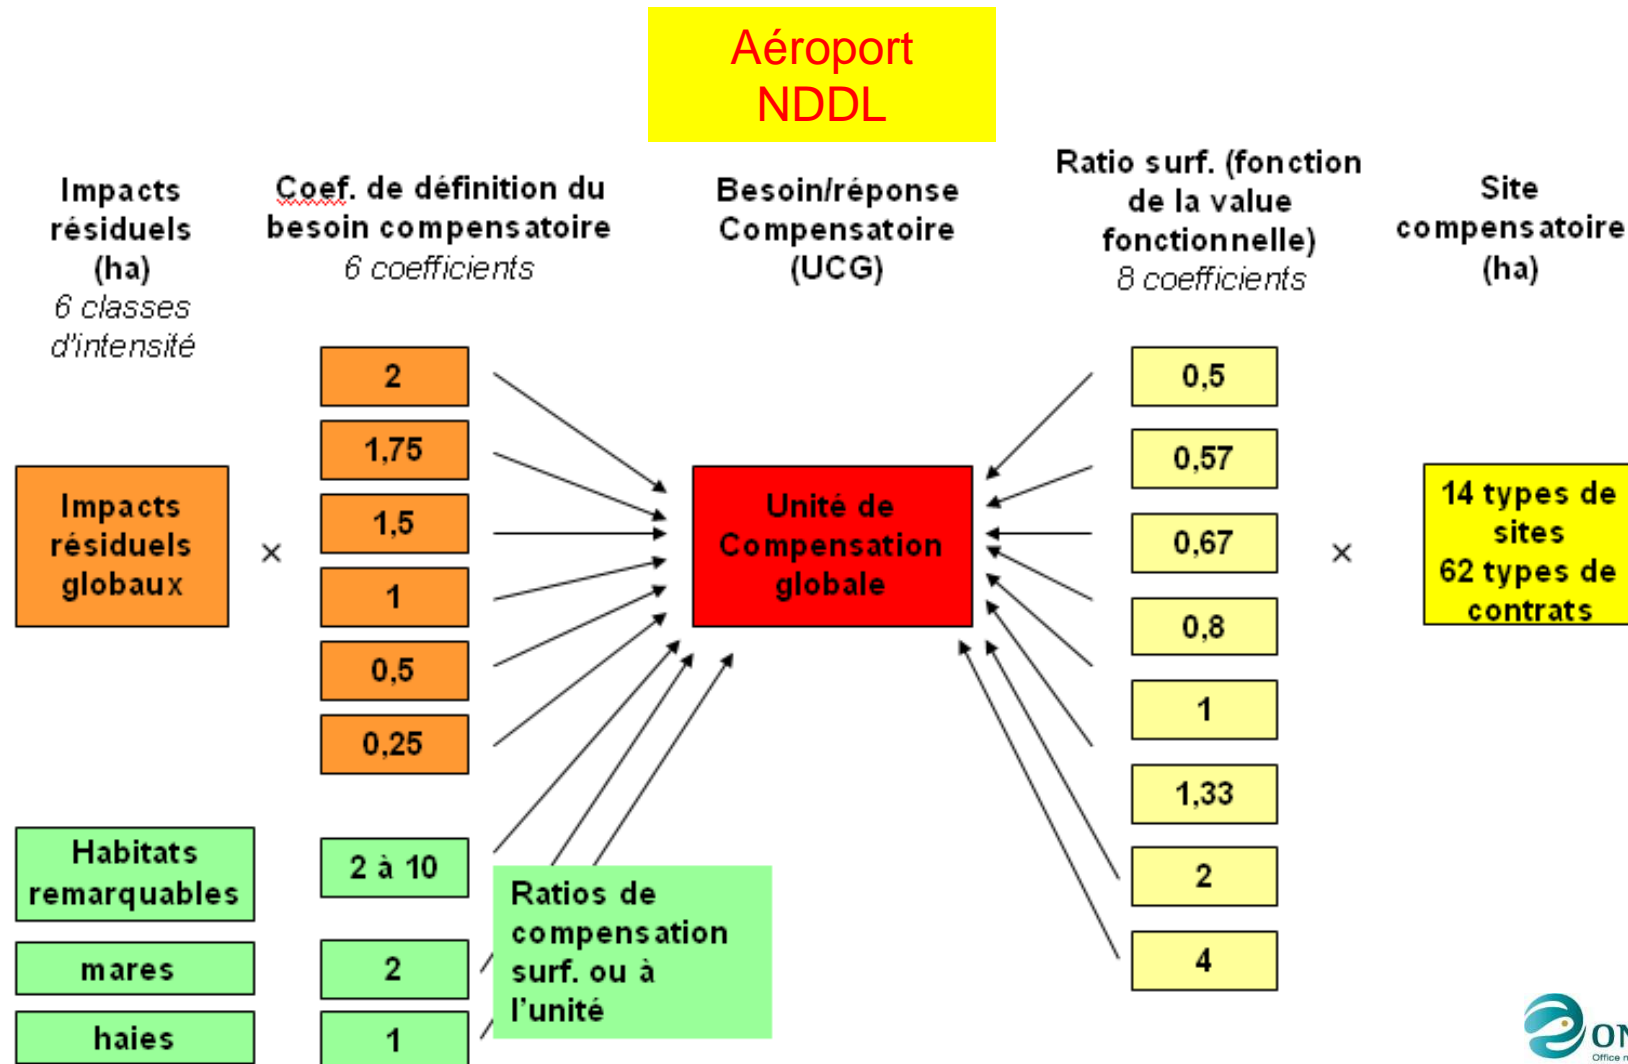 Aéroport
NDDL
Impacts
résiduels
(ha)
6 classes
d'intensité
Coef. de définition du
besoin compensatoire
6 coefficients
Besoin/réponse
Compensatoire
(UCG)
Ratio surf. (fonction
de la value
fonctionnelle)
8 coefficients
Site
compensatoire
(ha)
Impacts
résiduels
globaux
×
2
1,75
1,5
1
0,5
0,25
Unité de
Compensation
globale
0,5
0,57
0,67
0,8
1
1,33
2
4
×
14 types de
sites
62 types de
contrats
Habitats
remarquables
2 à 10
mares
2
haies
1
Ratios de
compensation
surf. ou à
l'unité
Office